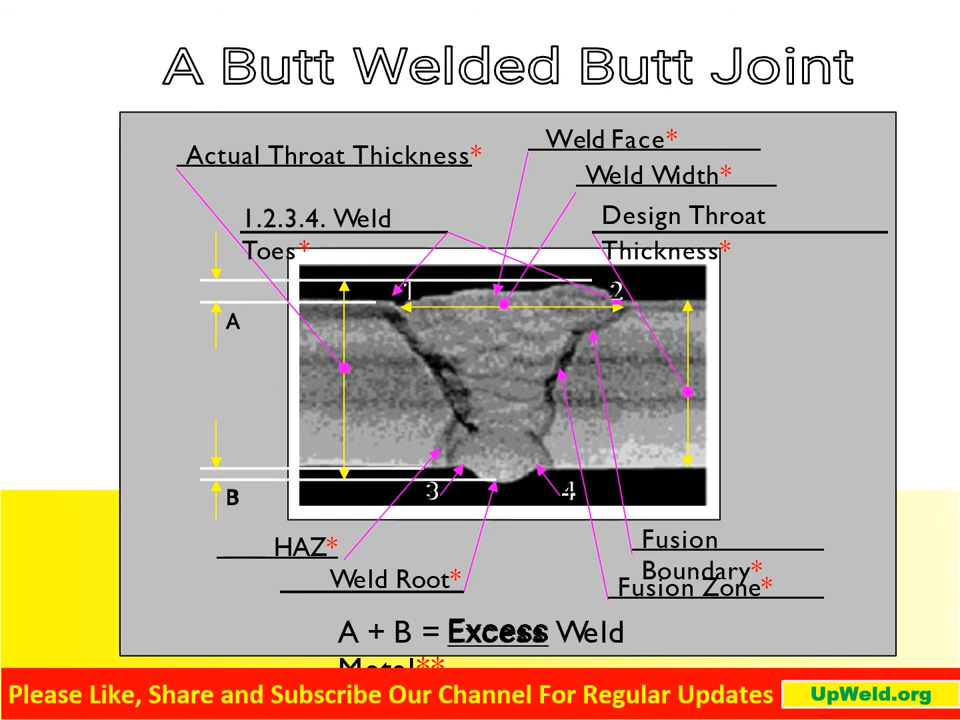 A Butt Welded Butt Joint
Weld Face*
Actual Throat Thickness*
Weld Width*
1.2.3.4. Weld
Toes*
Design Throat
Thickness*
1
2
A
B
3
4
HAZ*
Fusion
Boundary*
Weld Root*
Fusion Zone*
A + B = Excess Weld
Metal**
Please Like, Share and Subscribe Our Channel For Regular Updates
UpWeld.org